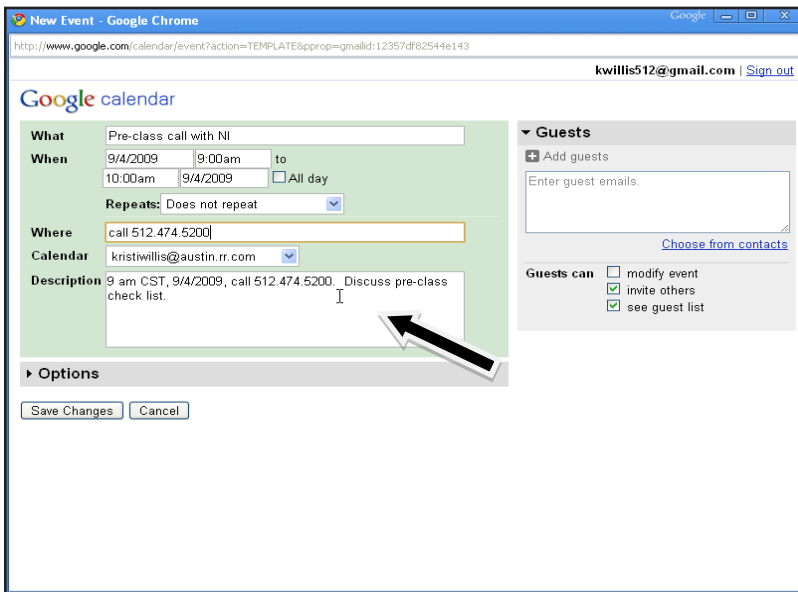 New Event - Google Chrome
Google
http://www.google.com/calendar/event?action=TEMPLATE&pprop=gmailid:12357df82544e143
kwillis512@gmail.com | Sign out
Google calendar
What Pre-class call with NI
When 9/4/2009 9:00am to
10:00am 9/4/2009 All day
Repeats: Does not repeat
Where call 512.474.5200
Calendar kristiwillis@austin.rr.com
Description 9 am CST, 9/4/2009, call 512.474.5200. Discuss pre-class
check list.
Options
Save Changes Cancel
Guests
Add guests
Enter guest emails.
Choose from contacts
Guests can modify event
invite others
see guest list